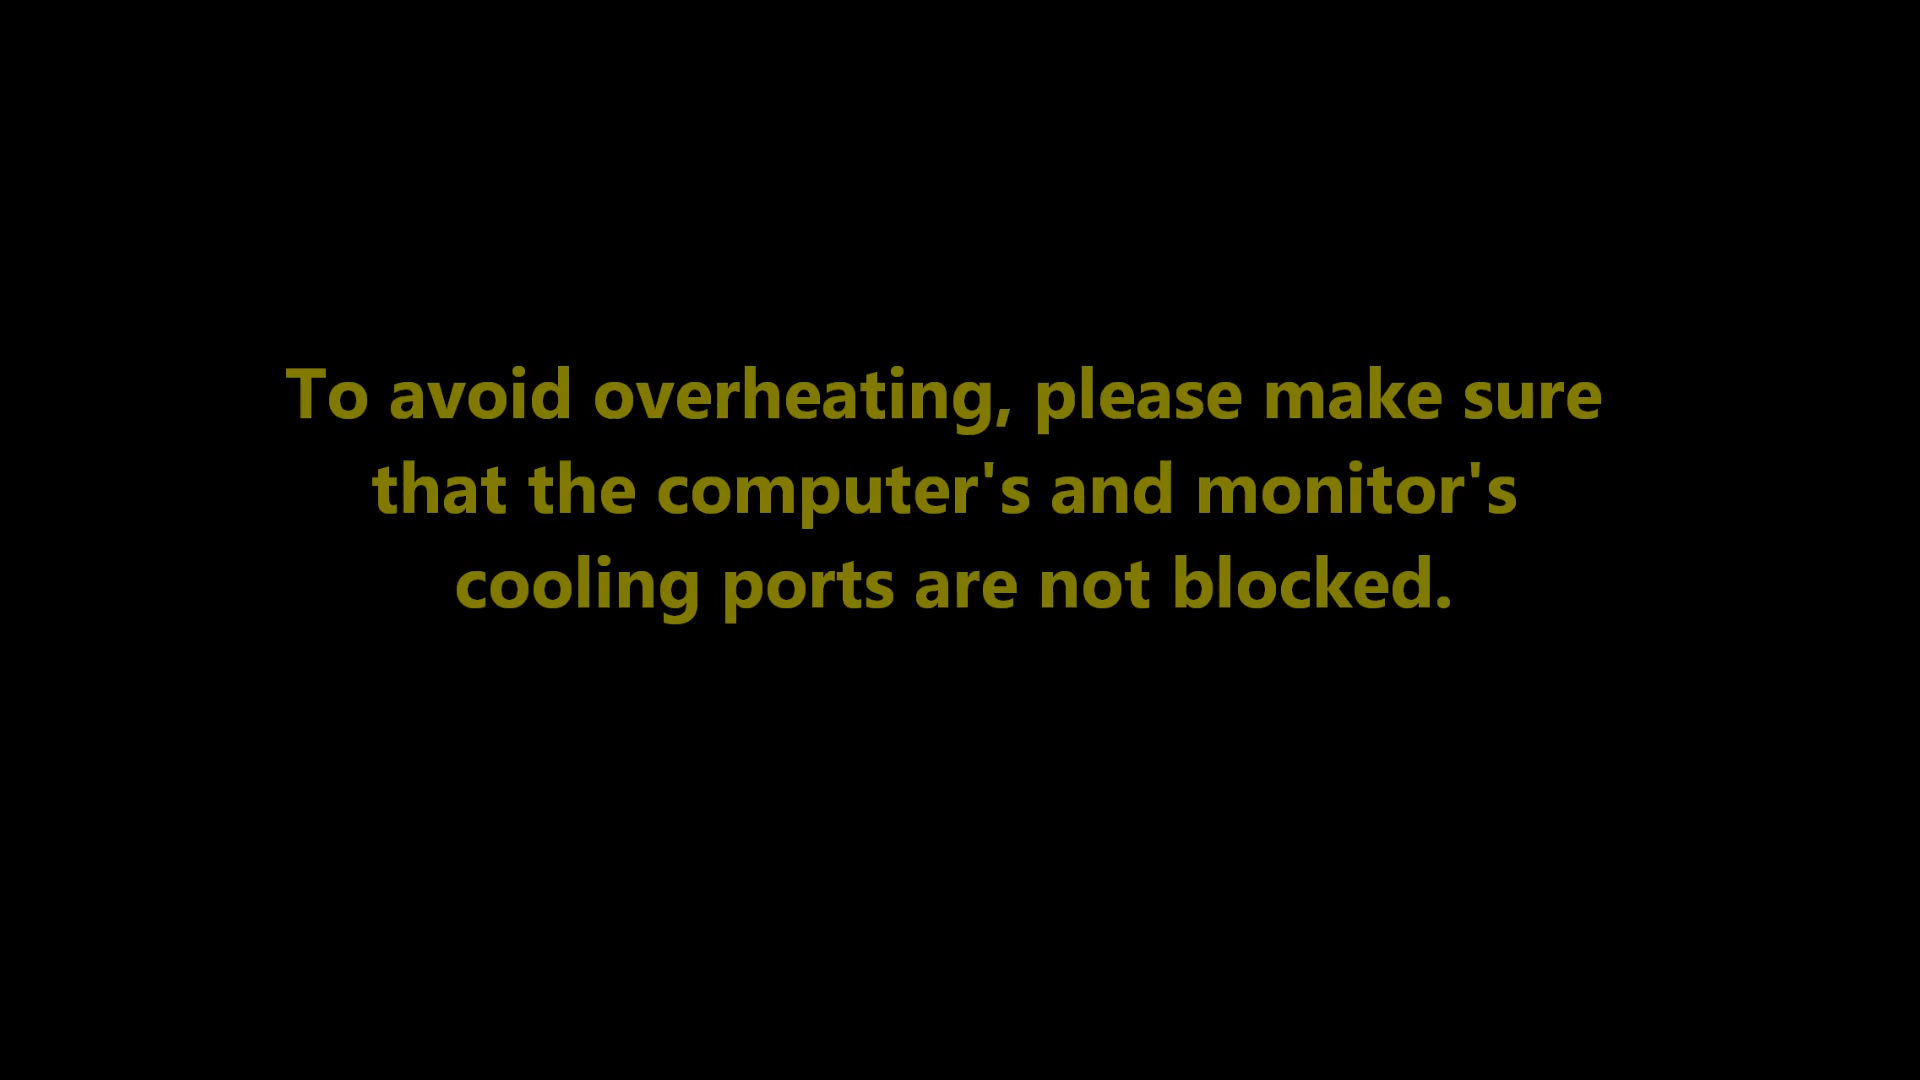 To avoid overheating, please make sure
that the computer's and monitor's
cooling ports are not blocked.